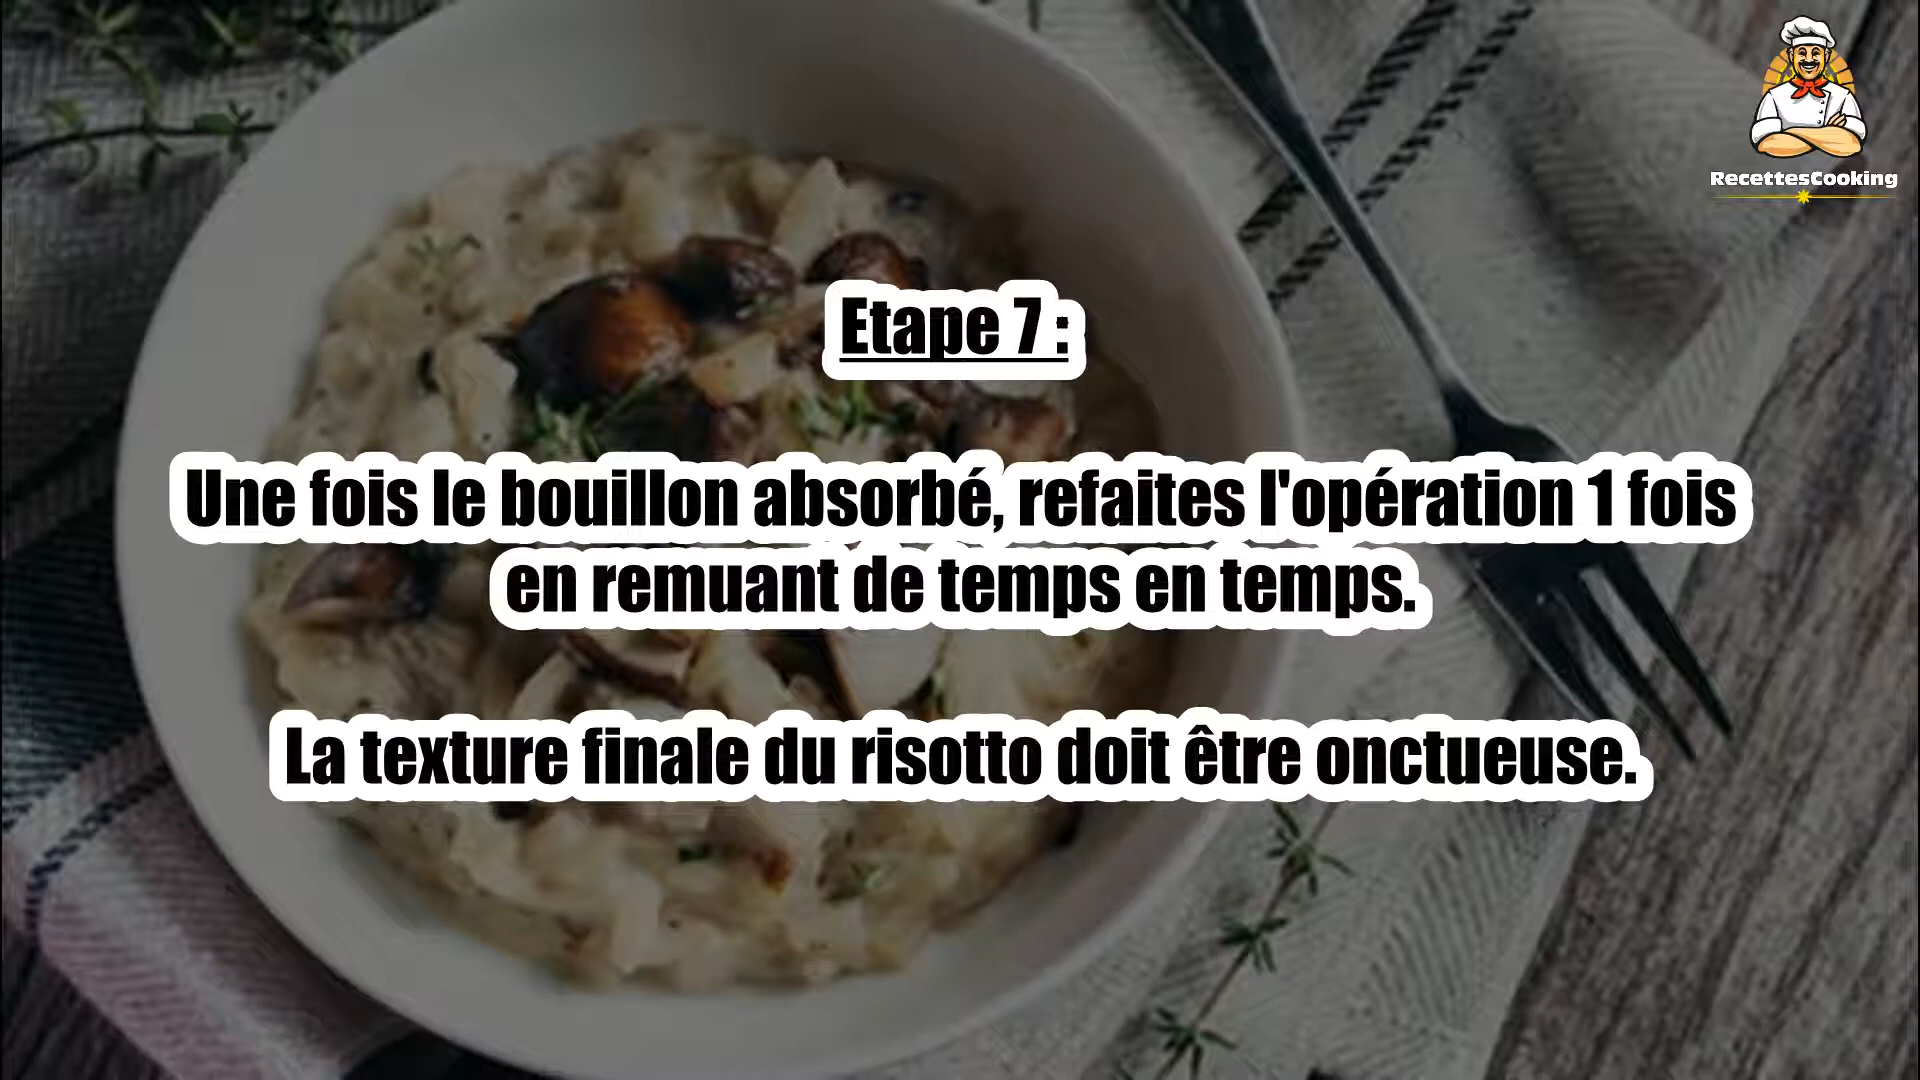 RecettesCooking
Etape 7 :
Une fois le bouillon absorbé, refaites l'opération 1 fois
en remuant de temps en temps.
La texture finale du risotto doit être onctueuse.